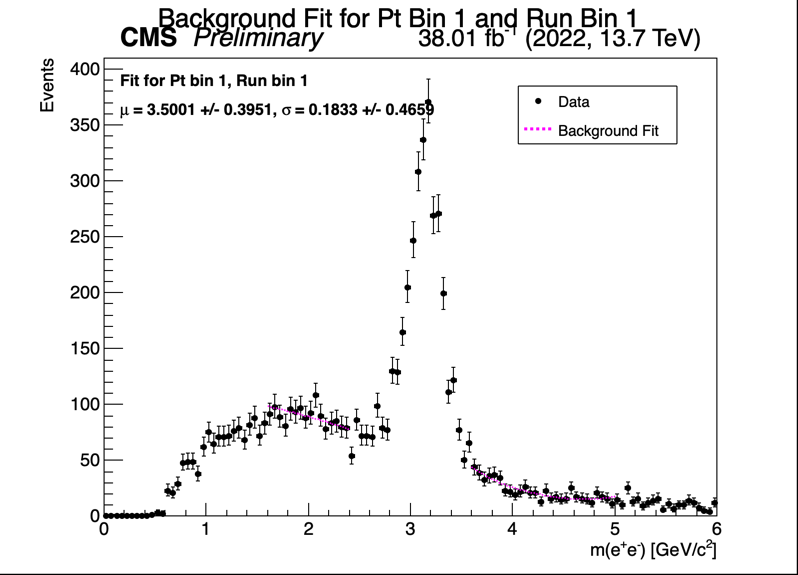 Background Fit for Pt Bin 1 and Run Bin 1
CMS Preliminary 38.01 fb⁻¹ (2022, 13.7 TeV)
Events
Fit for Pt bin 1, Run bin 1
μ = 3.5001 +/- 0.3951, σ = 0.1833 +/- 0.4659
Data
Background Fit
400
350
300
250
200
150
100
50
0
0 1 2 3 4 5 6
m(e⁺e⁻) [GeV/c²]